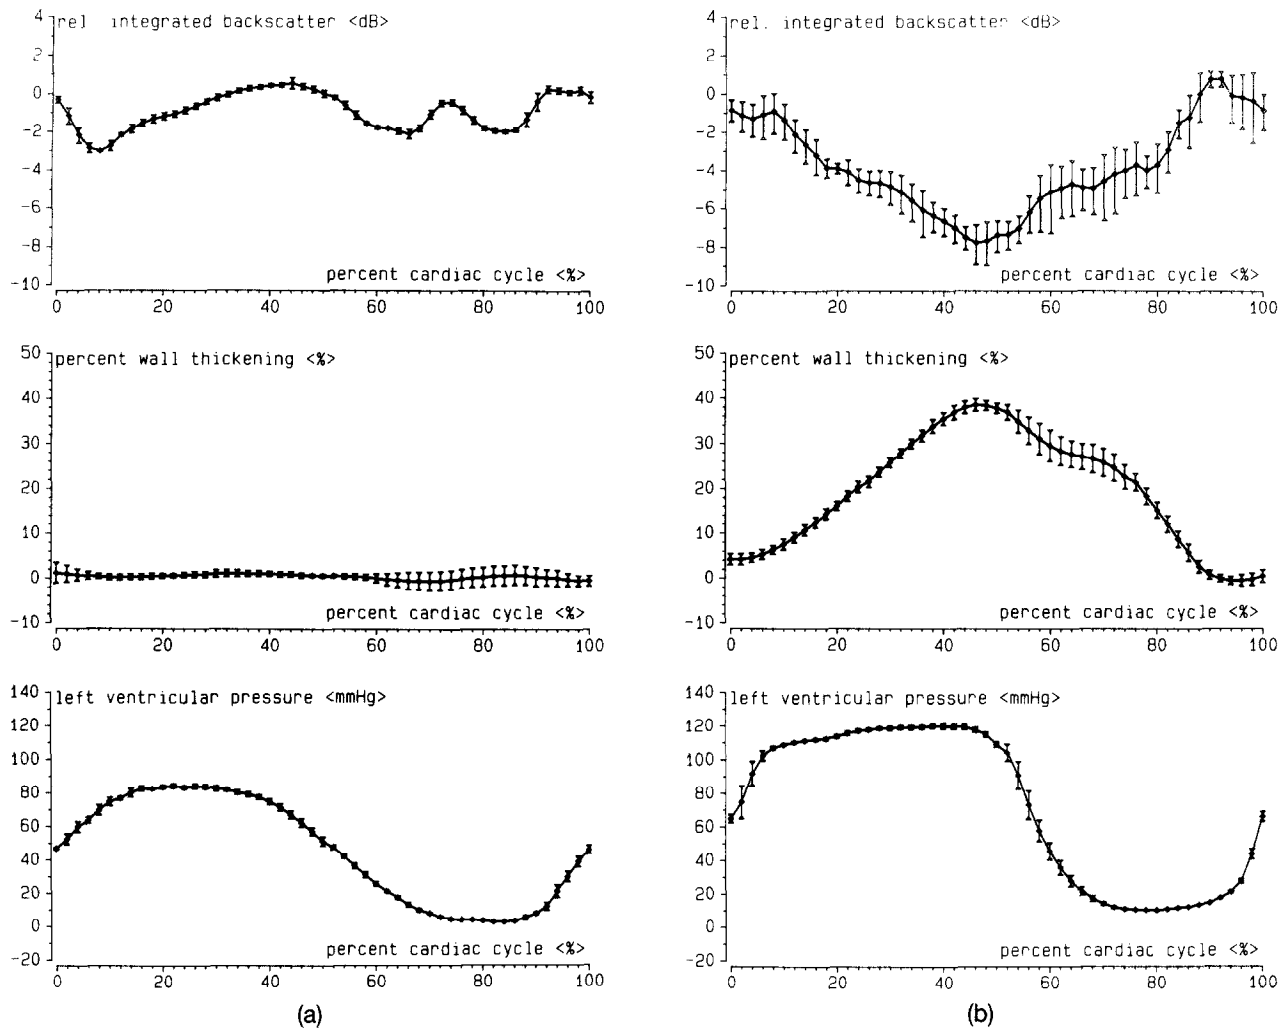 rel. integrated backscatter <dB>
4
2
0
-2
-4
-6
-8
-10
percent cardiac cycle <%>
0 20 40 60 80 100
percent wall thickening <%>
50
40
30
20
10
0
-10
percent cardiac cycle <%>
0 20 40 60 80 100
left ventricular pressure <mmHg>
140
120
100
80
60
40
20
0
-20
percent cardiac cycle <%>
0 20 40 60 80 100
(a)
rel. integrated backscatter <dB>
4
2
0
-2
-4
-6
-8
-10
percent cardiac cycle <%>
0 20 40 60 80 100
percent wall thickening <%>
50
40
30
20
10
0
-10
percent cardiac cycle <%>
0 20 40 60 80 100
left ventricular pressure <mmHg>
140
120
100
80
60
40
20
0
-20
percent cardiac cycle <%>
0 20 40 60 80 100
(b)